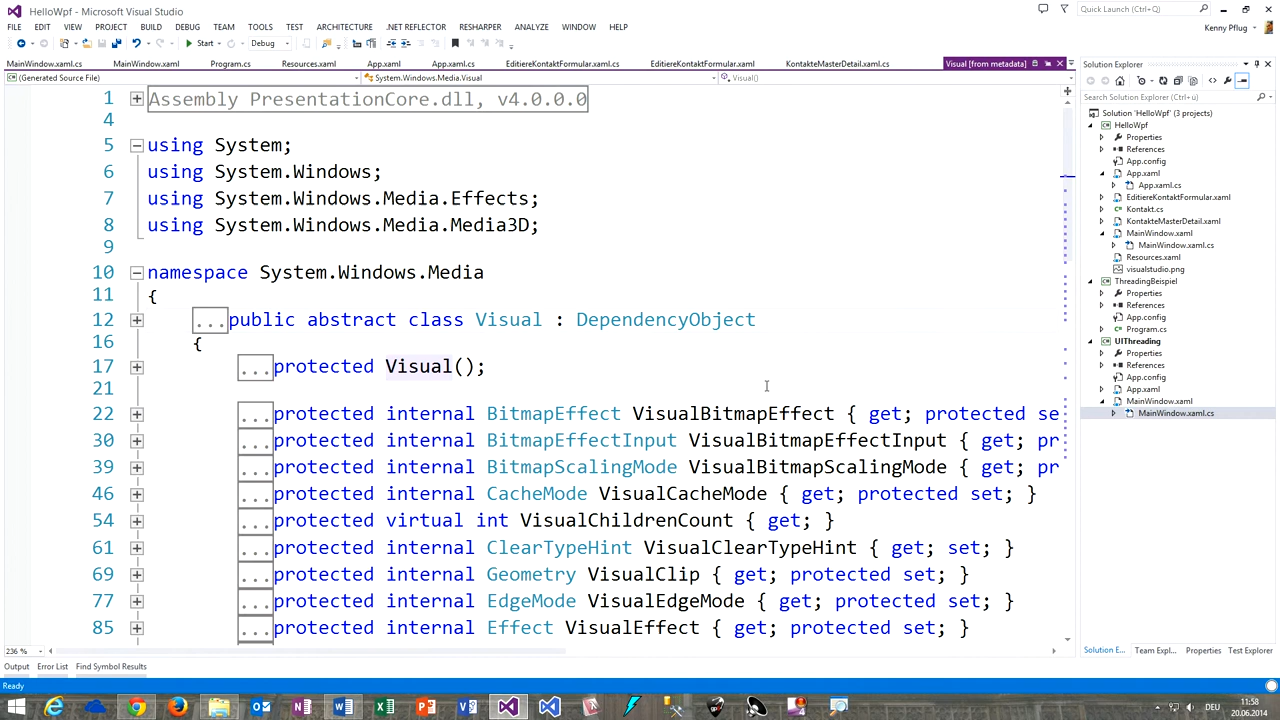 HelloWpf - Microsoft Visual Studio
Quick Launch (Ctrl+Q)
FILE EDIT VIEW PROJECT BUILD DEBUG TEAM TOOLS TEST ARCHITECTURE .NET REFLECTOR RESHARPER ANALYZE WINDOW HELP
Kenny Pflug
Start
Debug
MainWindow.xaml.cs MainWindow.xaml Program.cs Resources.xaml App.xaml App.xaml.cs EditiereKontaktFormular.xaml.cs EditiereKontaktFormular.xaml KontakteMasterDetail.xaml.cs Visual [from metadata]
(Generated Source File) System.Windows.Media.Visual Visual()
1 Assembly PresentationCore.dll, v4.0.0.0
4
5 using System;
6 using System.Windows;
7 using System.Windows.Media.Effects;
8 using System.Windows.Media.Media3D;
9
10 namespace System.Windows.Media
11 {
12 ...public abstract class Visual : DependencyObject
16 {
17 ...protected Visual();
21
22 ...protected internal BitmapEffect VisualBitmapEffect { get; protected se
30 ...protected internal BitmapEffectInput VisualBitmapEffectInput { get; pr
39 ...protected internal BitmapScalingMode VisualBitmapScalingMode { get; pr
46 ...protected internal CacheMode VisualCacheMode { get; protected set; }
54 ...protected virtual int VisualChildrenCount { get; }
61 ...protected internal ClearTypeHint VisualClearTypeHint { get; set; }
69 ...protected internal Geometry VisualClip { get; protected set; }
77 ...protected internal EdgeMode VisualEdgeMode { get; protected set; }
85 ...protected internal Effect VisualEffect { get; protected set; }
236 %
Solution Explorer
Search Solution Explorer (Ctrl+ü)
Solution 'HelloWpf' (3 projects)
HelloWpf
Properties
References
App.config
App.xaml
App.xaml.cs
EditiereKontaktFormular.xaml
Kontakt.cs
KontakteMasterDetail.xaml
MainWindow.xaml
MainWindow.xaml.cs
Resources.xaml
visualstudio.png
ThreadingBeispiel
Properties
References
App.config
Program.cs
UIThreading
Properties
References
App.config
App.xaml
MainWindow.xaml
MainWindow.xaml.cs
Solution E... Team Expl... Properties Test Explorer
Output Error List Find Symbol Results
Ready
DEU
11:58
20.06.2014